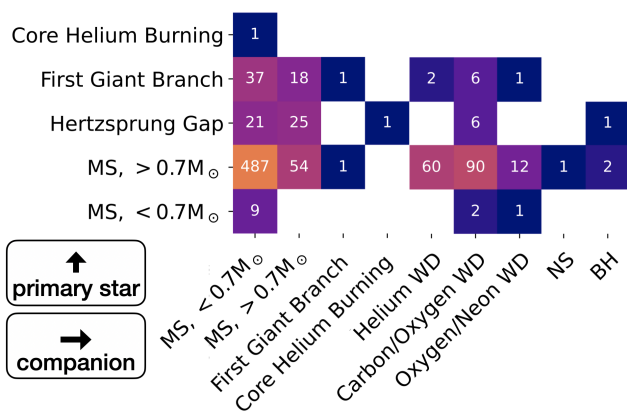 Core Helium Burning 1
First Giant Branch 37 18 1 2 6 1
Hertzsprung Gap 21 25 1 6 1
MS, > 0.7M☉ 487 54 1 60 90 12 1 2
MS, < 0.7M☉ 9 2 1
MS, < 0.7M☉
MS, > 0.7M☉
First Giant Branch
Core Helium Burning
Helium WD
Carbon/Oxygen WD
Oxygen/Neon WD
NS
BH
↑
primary star
→
companion